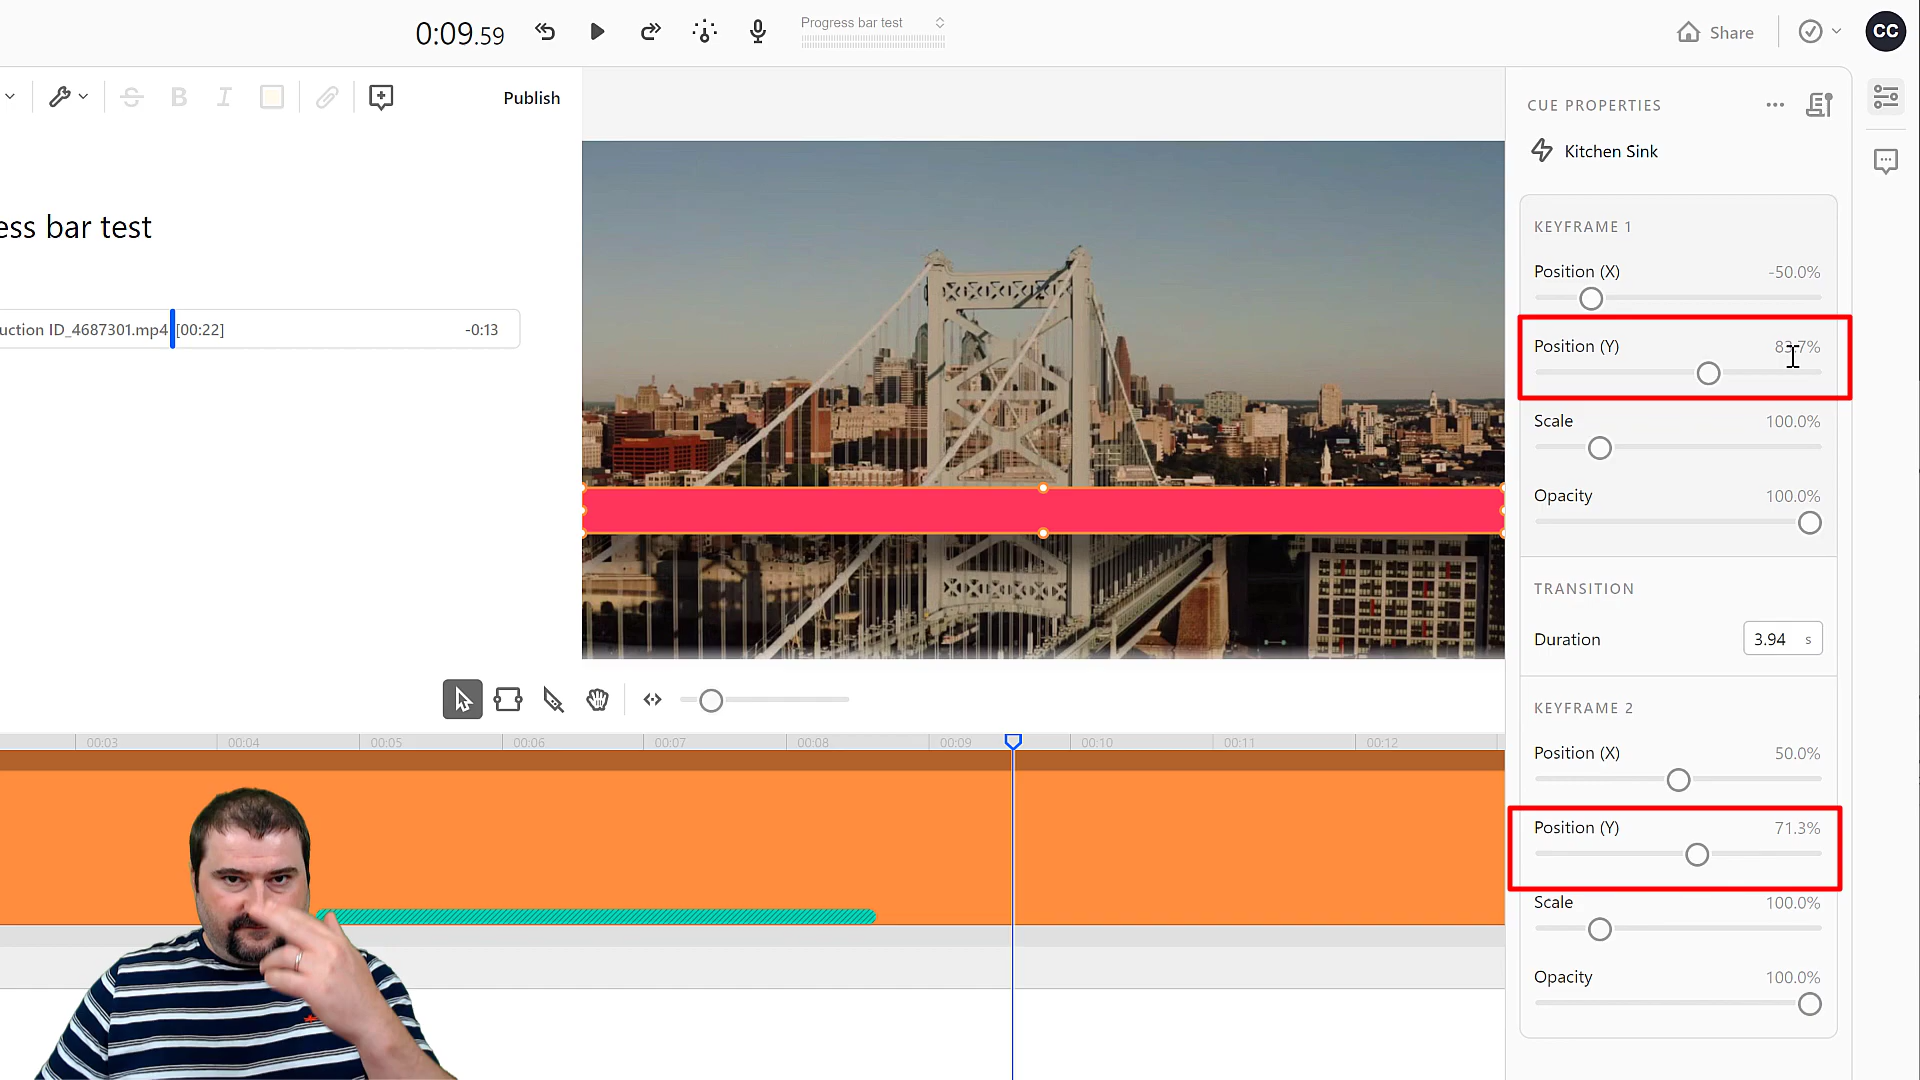 0:09.59
Progress bar test
Share
CC
B
I
Publish
CUE PROPERTIES
Kitchen Sink
ess bar test
uction ID_4687301.mp4 [00:22]
-0:13
KEYFRAME 1
Position (X)
-50.0%
Position (Y)
83.7%
Scale
100.0%
Opacity
100.0%
TRANSITION
Duration
3.94 s
KEYFRAME 2
Position (X)
50.0%
Position (Y)
71.3%
Scale
100.0%
Opacity
100.0%
00:03
00:04
00:05
00:06
00:07
00:08
00:09
00:10
00:11
00:12